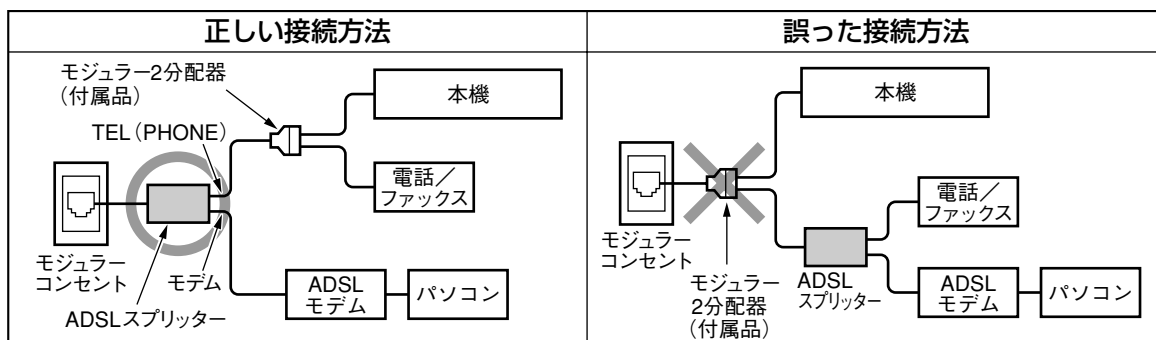 正しい接続方法
モジュラー2分配器
（付属品）
本機
TEL（PHONE）
電話／
ファックス
モジュラー
コンセント
モデム
ADSLスプリッター
ADSL
モデム
パソコン
誤った接続方法
本機
電話／
ファックス
モジュラー
コンセント
モジュラー
2分配器
（付属品）
ADSL
スプリッター
ADSL
モデム
パソコン